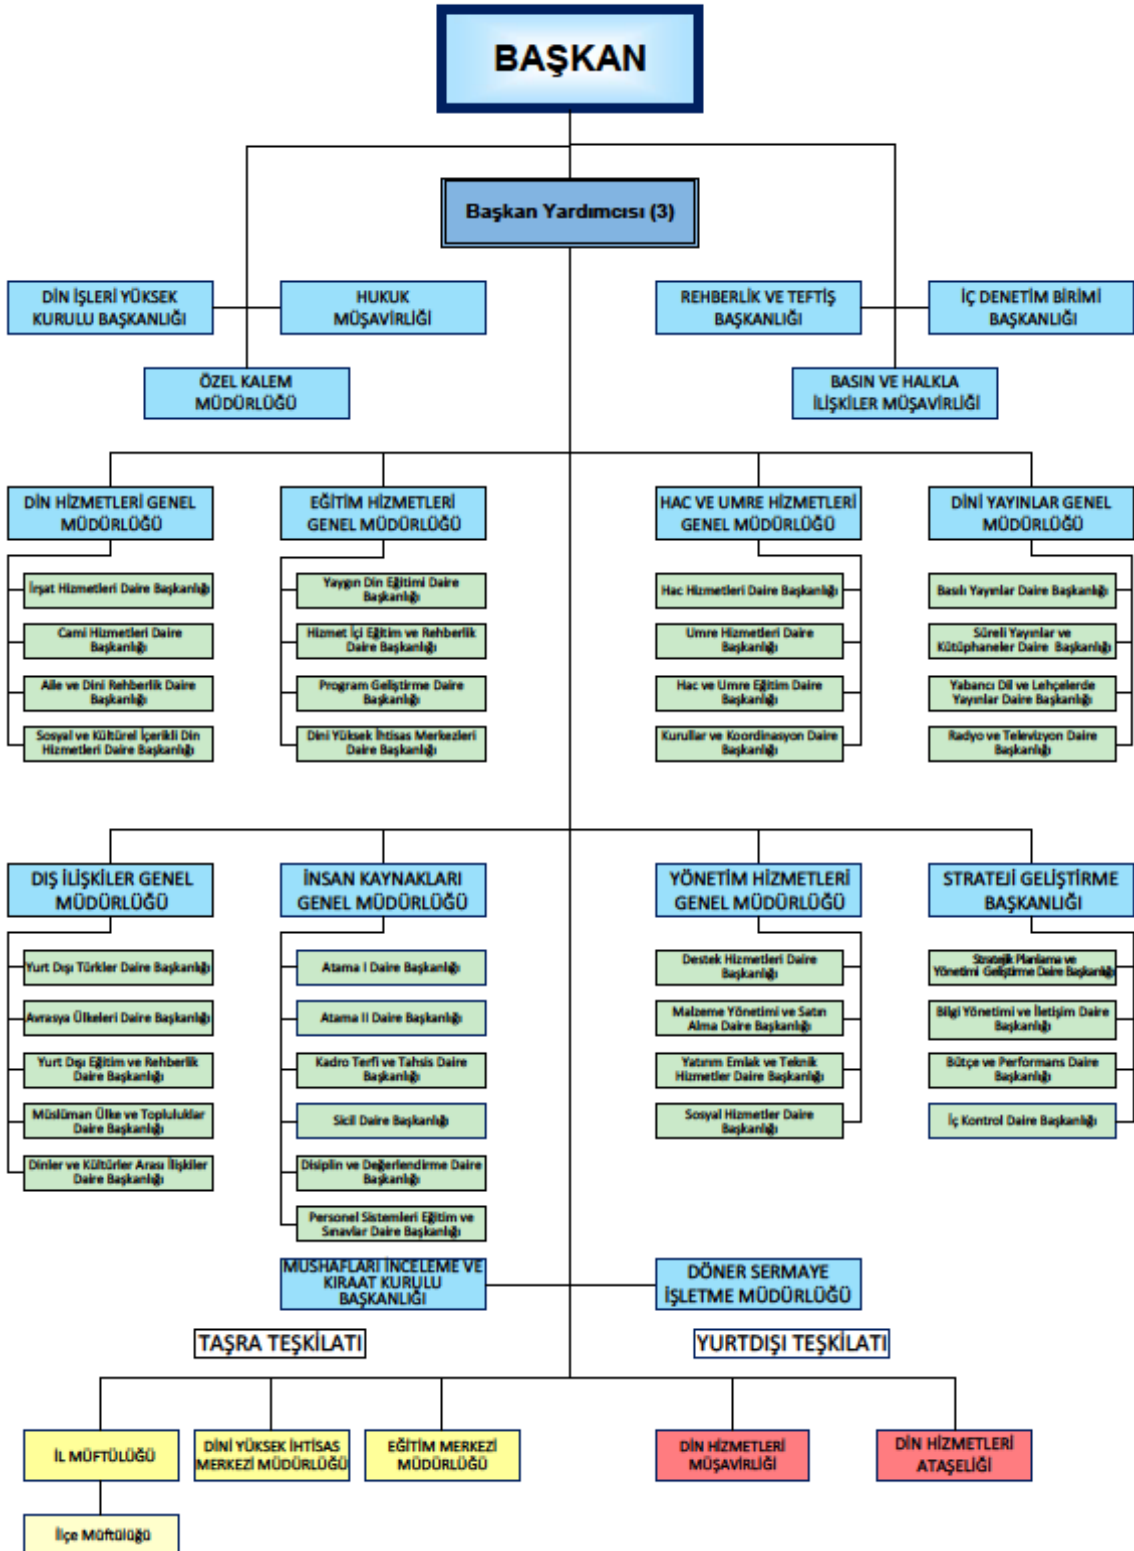 BAŞKAN
Başkan Yardımcısı (3)
DİN İŞLERİ YÜKSEK
KURULU BAŞKANLIĞI
HUKUK
MÜŞAVİRLİĞİ
REHBERLİK VE TEFTİŞ
BAŞKANLIĞI
İÇ DENETİM BİRİMİ
BAŞKANLIĞI
ÖZEL KALEM
MÜDÜRLÜĞÜ
BASIN VE HALKLA
İLİŞKİLER MÜŞAVİRLİĞİ
DİN HİZMETLERİ GENEL
MÜDÜRLÜĞÜ
İrşat Hizmetleri Daire Başkanlığı
Cami Hizmetleri Daire
Başkanlığı
Aile ve Dini Rehberlik Daire
Başkanlığı
Sosyal ve Kültürel İçerikli Din
Hizmetleri Daire Başkanlığı
EĞİTİM HİZMETLERİ
GENEL MÜDÜRLÜĞÜ
Yaygın Din Eğitimi Daire
Başkanlığı
Hizmet İçi Eğitim ve Rehberlik
Daire Başkanlığı
Program Geliştirme Daire
Başkanlığı
Dini Yüksek İhtisas Merkezleri
Daire Başkanlığı
HAC VE UMRE HİZMETLERİ
GENEL MÜDÜRLÜĞÜ
Hac Hizmetleri Daire Başkanlığı
Umre Hizmetleri Daire
Başkanlığı
Hac ve Umre Eğitim Daire
Başkanlığı
Kurullar ve Koordinasyon Daire
Başkanlığı
DİNİ YAYINLAR GENEL
MÜDÜRLÜĞÜ
Basılı Yayınlar Daire Başkanlığı
Süreli Yayınlar ve
Kütüphaneler Daire Başkanlığı
Yabancı Dil ve Lehçelerde
Yayınlar Daire Başkanlığı
Radyo ve Televizyon Daire
Başkanlığı
DIŞ İLİŞKİLER GENEL
MÜDÜRLÜĞÜ
Yurt Dışı Türkler Daire Başkanlığı
Avrasya Ülkeleri Daire Başkanlığı
Yurt Dışı Eğitim ve Rehberlik
Daire Başkanlığı
Müslüman Ülke ve Topluluklar
Daire Başkanlığı
Dinler ve Kültürler Arası İlişkiler
Daire Başkanlığı
İNSAN KAYNAKLARI
GENEL MÜDÜRLÜĞÜ
Atama I Daire Başkanlığı
Atama II Daire Başkanlığı
Kadro Terfi ve Tahsis Daire
Başkanlığı
Sicil Daire Başkanlığı
Disiplin ve Değerlendirme Daire
Başkanlığı
Personel Sistemleri Eğitim ve
Sınavlar Daire Başkanlığı
YÖNETİM HİZMETLERİ
GENEL MÜDÜRLÜĞÜ
Destek Hizmetleri Daire
Başkanlığı
Malzeme Yönetimi ve Satın
Alma Daire Başkanlığı
Yatırım Emlak ve Teknik
Hizmetler Daire Başkanlığı
Sosyal Hizmetler Daire
Başkanlığı
STRATEJİ GELİŞTİRME
BAŞKANLIĞI
Stratejik Planlama ve
Yönetimi Geliştirme Daire Başkanlığı
Bilgi Yönetimi ve İletişim Daire
Başkanlığı
Bütçe ve Performans Daire
Başkanlığı
İç Kontrol Daire Başkanlığı
MUSHAFLARI İNCELEME VE
KIRAAT KURULU
BAŞKANLIĞI
DÖNER SERMAYE
İŞLETME MÜDÜRLÜĞÜ
TAŞRA TEŞKİLATI
YURTDIŞI TEŞKİLATI
İL MÜFTÜLÜĞÜ
DİNİ YÜKSEK İHTİSAS
MERKEZİ MÜDÜRLÜĞÜ
EĞİTİM MERKEZİ
MÜDÜRLÜĞÜ
DİN HİZMETLERİ
MÜŞAVİRLİĞİ
DİN HİZMETLERİ
ATAŞELİĞİ
İlçe Müftülüğü